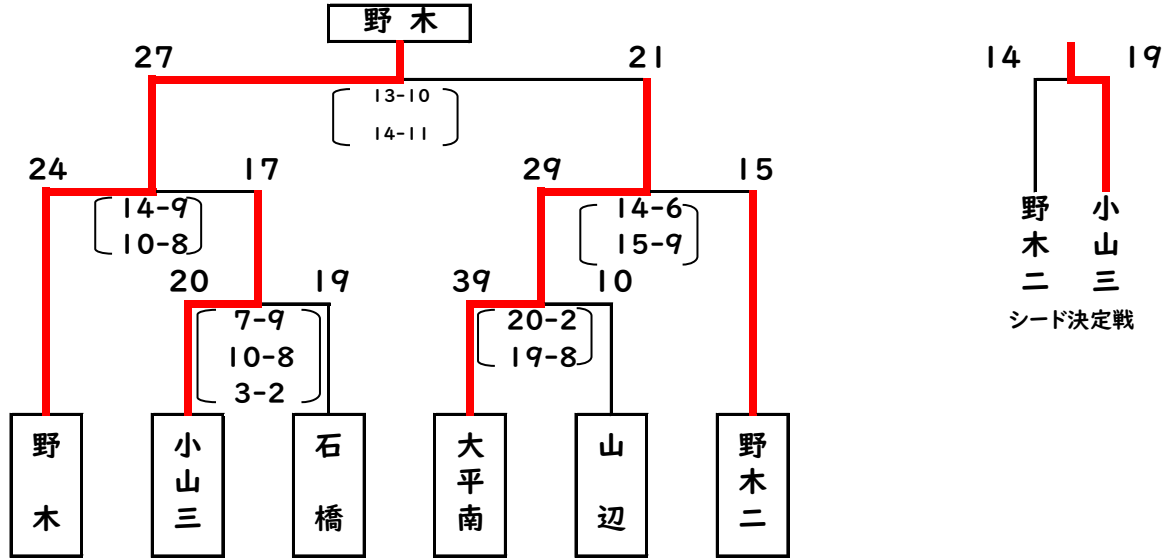 野 木
27
21
14
19
13-10
14-11
24
17
29
15
14-9
10-8
14-6
15-9
野木二
小山三
シード決定戦
20
19
39
10
7-9
10-8
3-2
20-2
19-8
野木
小山三
石橋
大平南
山辺
野木二